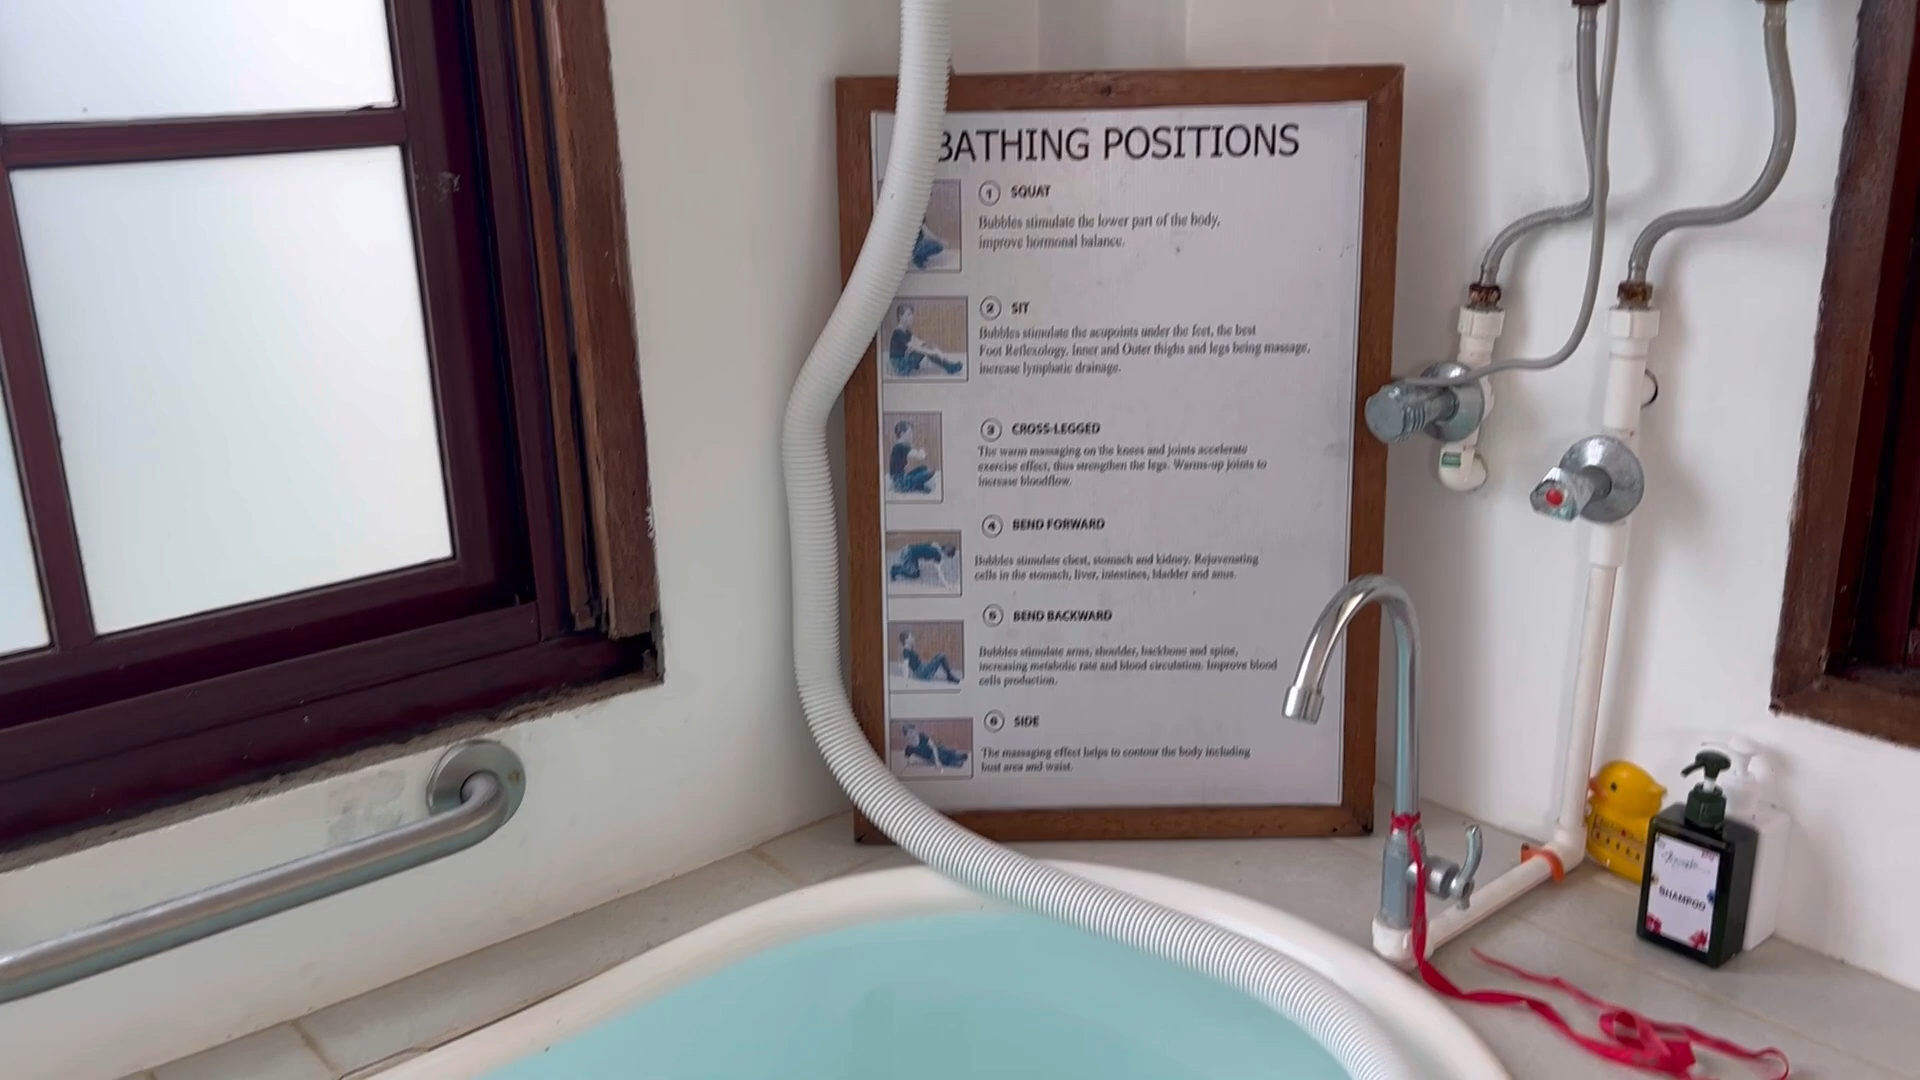 BATHING POSITIONS
1 SQUAT
Bubbles stimulate the lower part of the body,
improve hormonal balance.
2 SIT
Bubbles stimulate the acupoints under the feet, the best
Foot Reflexology. Inner and Outer thighs and legs being massage,
increase lymphatic drainage.
3 CROSS-LEGGED
The warm massaging on the knees and joints accelerate
exercise effect, thus strengthen the legs. Warms-up joints to
increase bloodflow.
4 BEND FORWARD
Bubbles stimulate chest, stomach and kidney. Rejuvenating
cells in the stomach, liver, intestines, bladder and anus.
5 BEND BACKWARD
Bubbles stimulate arms, shoulder, backbone and spine,
increasing metabolic rate and blood circulation. Improve blood
cells production.
6 SIDE
The massaging effect helps to contour the body including
bust area and waist.
SHAMPOO